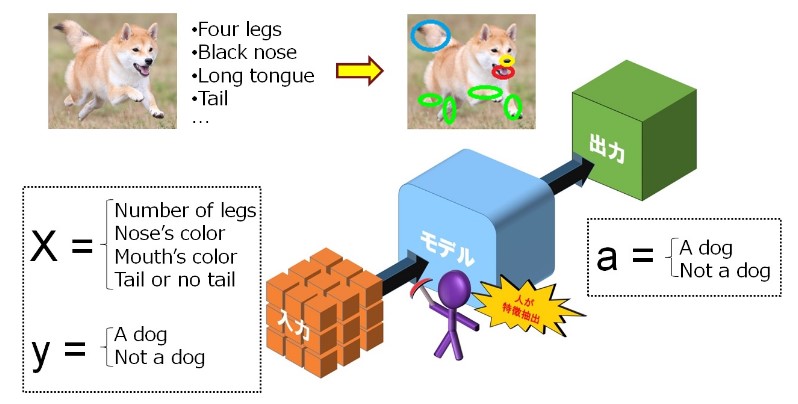 •Four legs
•Black nose
•Long tongue
•Tail
…
出力
モデル
入力
人が
特徴抽出
X =
Number of legs
Nose's color
Mouth's color
Tail or no tail
y =
A dog
Not a dog
a =
A dog
Not a dog